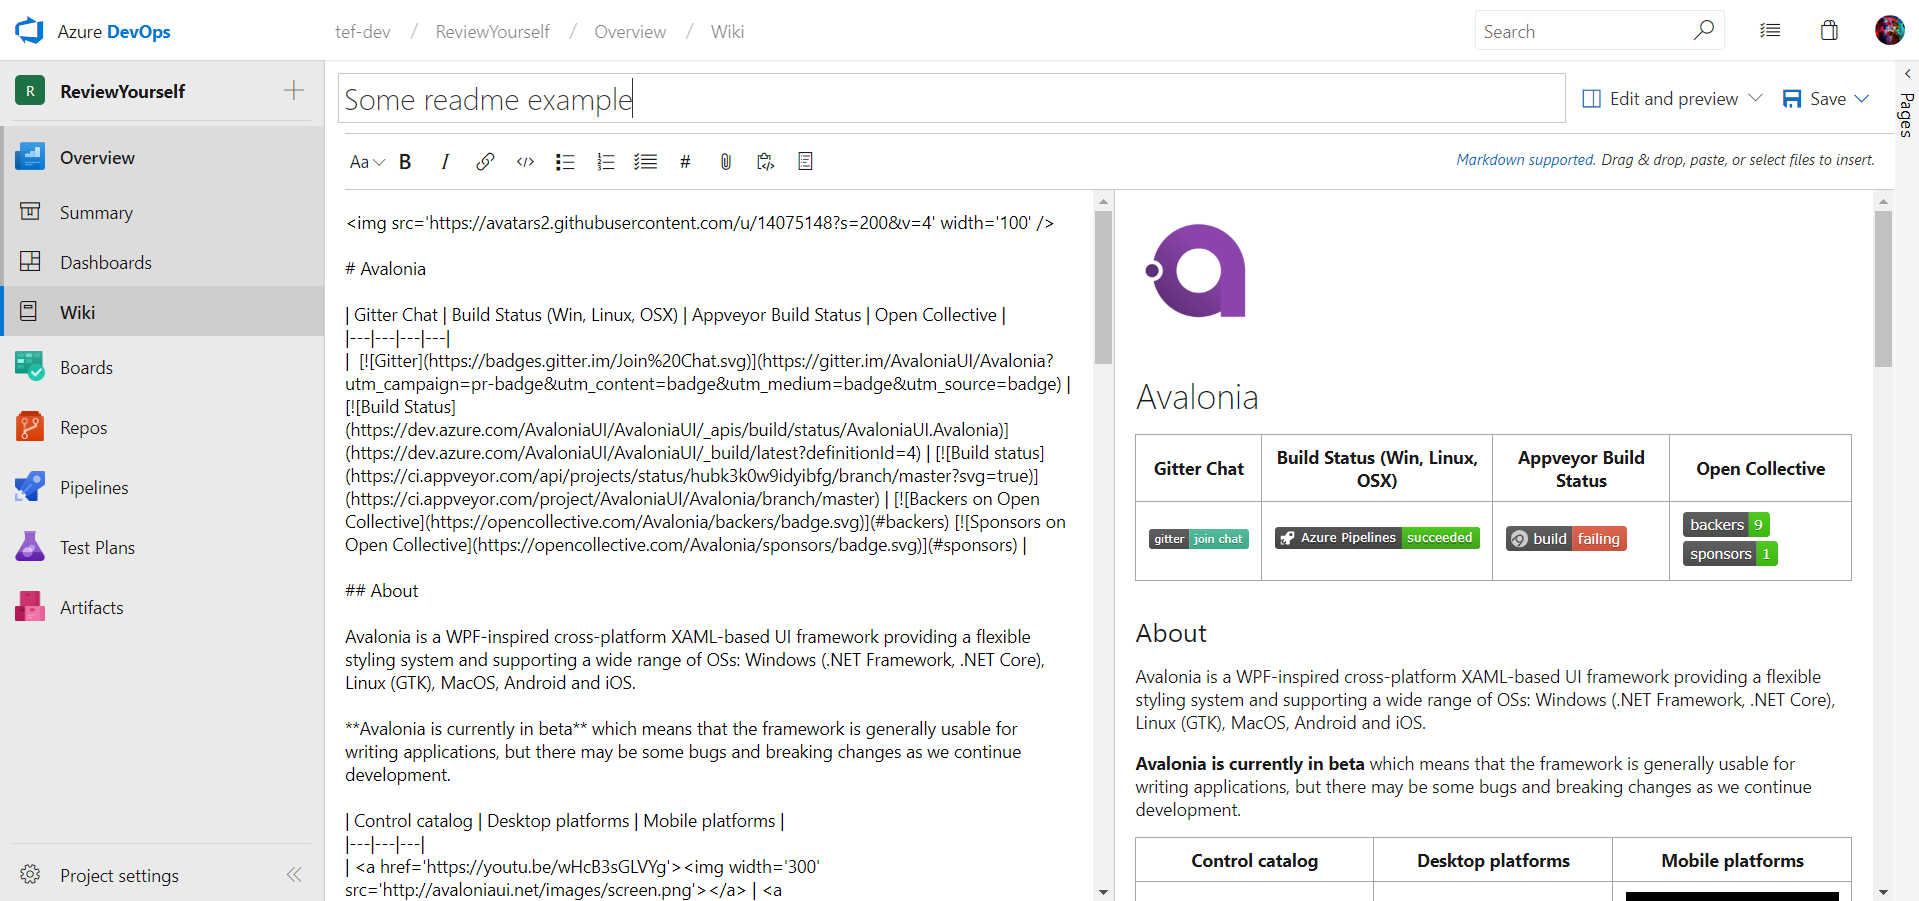 Azure DevOps
tef-dev / ReviewYourself / Overview / Wiki
Search
R
ReviewYourself
Overview
Summary
Dashboards
Wiki
Boards
Repos
Pipelines
Test Plans
Artifacts
Project settings
Some readme example
Edit and preview
Save
Pages
Aa
B
I
</>
#
Markdown supported. Drag & drop, paste, or select files to insert.
<img src='https://avatars2.githubusercontent.com/u/14075148?s=200&v=4' width='100' />
# Avalonia
| Gitter Chat | Build Status (Win, Linux, OSX) | Appveyor Build Status | Open Collective |
|---|---|---|---|
|  [![Gitter](https://badges.gitter.im/Join%20Chat.svg)](https://gitter.im/AvaloniaUI/Avalonia?
utm_campaign=pr-badge&utm_content=badge&utm_medium=badge&utm_source=badge) |
[![Build Status]
(https://dev.azure.com/AvaloniaUI/AvaloniaUI/_apis/build/status/AvaloniaUI.Avalonia)]
(https://dev.azure.com/AvaloniaUI/AvaloniaUI/_build/latest?definitionId=4) | [![Build status]
(https://ci.appveyor.com/api/projects/status/hubk3k0w9idyibfg/branch/master?svg=true)]
(https://ci.appveyor.com/project/AvaloniaUI/Avalonia/branch/master) | [![Backers on Open
Collective](https://opencollective.com/Avalonia/backers/badge.svg)](#backers) [![Sponsors on
Open Collective](https://opencollective.com/Avalonia/sponsors/badge.svg)](#sponsors) |
## About
Avalonia is a WPF-inspired cross-platform XAML-based UI framework providing a flexible
styling system and supporting a wide range of OSs: Windows (.NET Framework, .NET Core),
Linux (GTK), MacOS, Android and iOS.
**Avalonia is currently in beta** which means that the framework is generally usable for
writing applications, but there may be some bugs and breaking changes as we continue
development.
| Control catalog | Desktop platforms | Mobile platforms |
|---|---|---|
| <a href='https://youtu.be/wHcB3sGLVYg'><img width='300'
src='http://avaloniaui.net/images/screen.png'></a> | <a
Avalonia
Gitter Chat
Build Status (Win, Linux,
OSX)
Appveyor Build
Status
Open Collective
gitter join chat
Azure Pipelines succeeded
build failing
backers 9
sponsors 1
About
Avalonia is a WPF-inspired cross-platform XAML-based UI framework providing a flexible
styling system and supporting a wide range of OSs: Windows (.NET Framework, .NET Core),
Linux (GTK), MacOS, Android and iOS.
Avalonia is currently in beta which means that the framework is generally usable for
writing applications, but there may be some bugs and breaking changes as we continue
development.
Control catalog
Desktop platforms
Mobile platforms